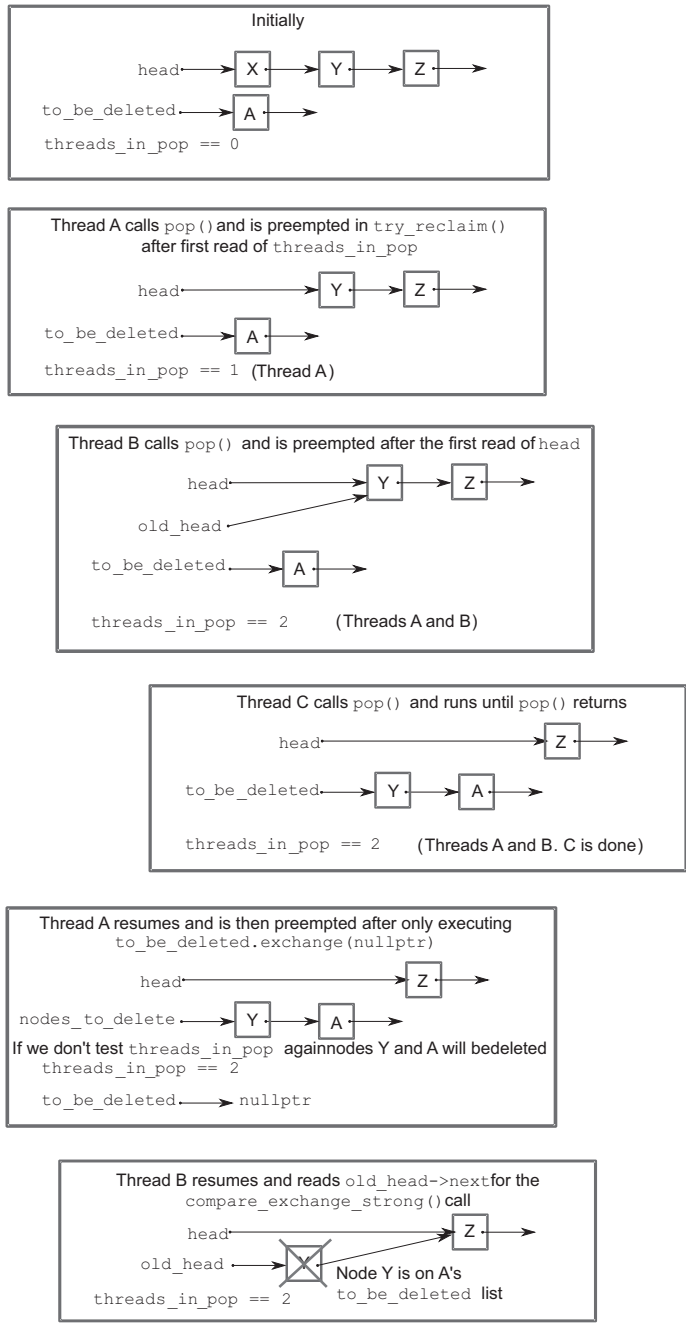 Initially
head X Y Z
to_be_deleted A
threads_in_pop == 0
Thread A calls pop() and is preempted in try_reclaim()
after first read of threads_in_pop
head Y Z
to_be_deleted A
threads_in_pop == 1 (Thread A)
Thread B calls pop() and is preempted after the first read of head
head Y Z
old_head
to_be_deleted A
threads_in_pop == 2 (Threads A and B)
Thread C calls pop() and runs until pop() returns
head Z
to_be_deleted Y A
threads_in_pop == 2 (Threads A and B. C is done)
Thread A resumes and is then preempted after only executing
to_be_deleted.exchange(nullptr)
head Z
nodes_to_delete Y A
If we don't test threads_in_pop againnodes Y and A will bedeleted
threads_in_pop == 2
to_be_deleted nullptr
Thread B resumes and reads old_head->nextfor the
compare_exchange_strong()call
head Z
old_head Y
Node Y is on A's
threads_in_pop == 2 to_be_deleted list